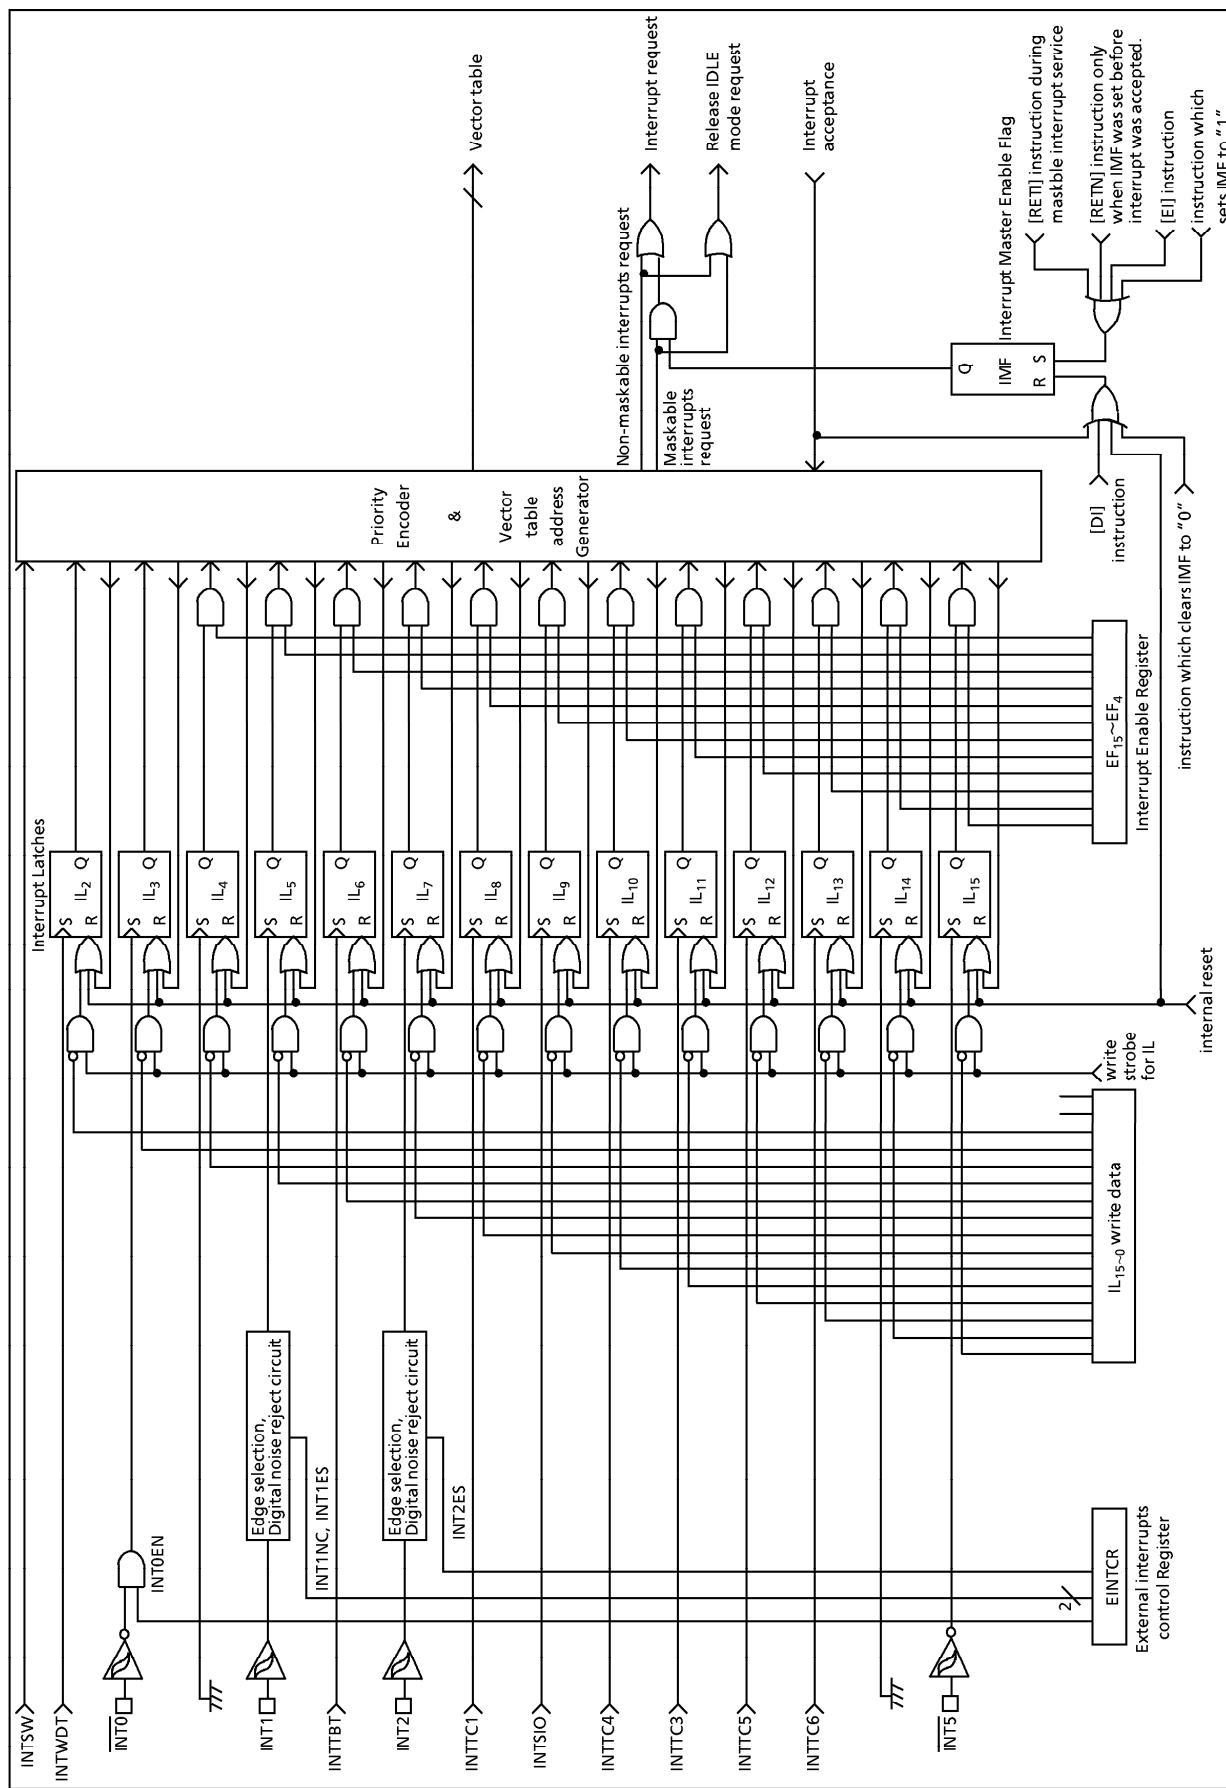 INTSW
INTWDT
INT0
INT1
INTTBT
INT2
INTTC1
INTSIO
INTTC4
INTTC3
INTTC5
INTTC6
INT5
INT0EN
Edge selection,
Digital noise reject circuit
INT1NC, INT1ES
Edge selection,
Digital noise reject circuit
INT2ES
2
EINTCR
External interrupts
control Register
IL15~0 write data
write
strobe
for IL
internal reset
Interrupt Latches
S
R
IL2
Q
S
R
IL3
Q
S
R
IL4
Q
S
R
IL5
Q
S
R
IL6
Q
S
R
IL7
Q
S
R
IL8
Q
S
R
IL9
Q
S
R
IL10
Q
S
R
IL11
Q
S
R
IL12
Q
S
R
IL13
Q
S
R
IL14
Q
S
R
IL15
Q
EF15~EF4
Interrupt Enable Register
Priority
Encoder
&
Vector
table
address
Generator
Vector table
Non-maskable interrupts request
Maskable
interrupts
request
Interrupt request
Release IDLE
mode request
Interrupt
acceptance
Q
IMF
R S
Interrupt Master Enable Flag
[RETI] instruction during
maskble interrupt service
[RETN] instruction only
when IMF was set before
interrupt was accepted.
[EI] instruction
instruction which
sets IMF to "1"
[DI]
instruction
instruction which clears IMF to "0"